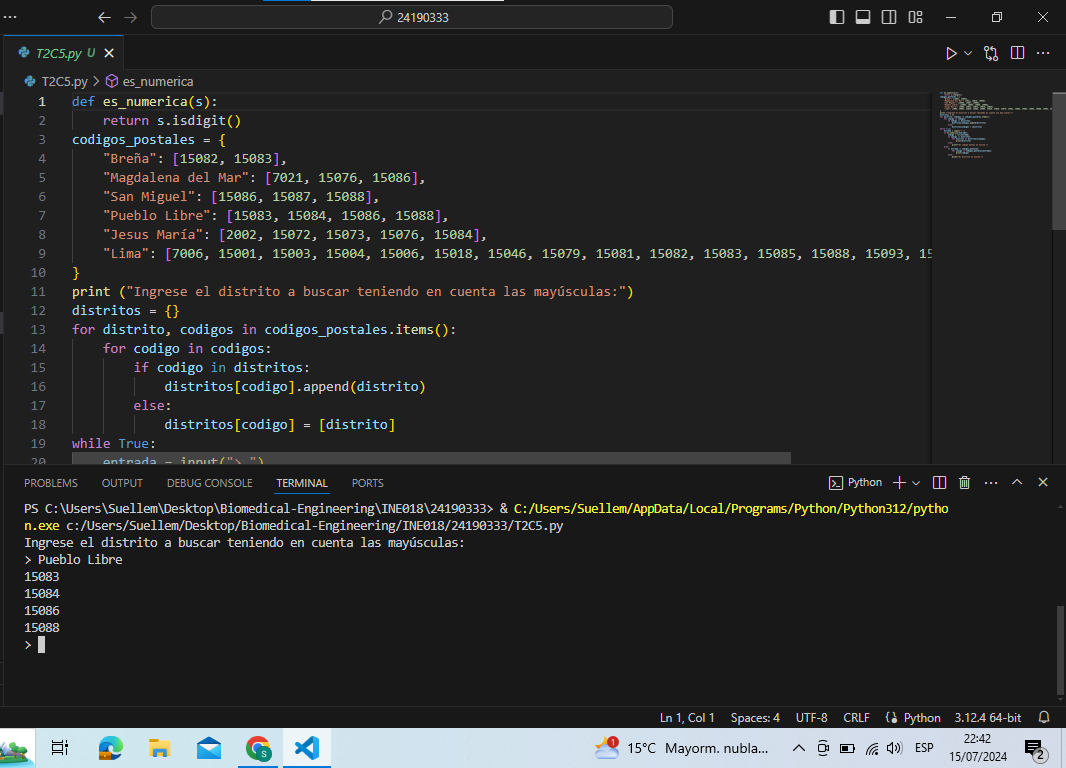 24190333
T2C5.py U
T2C5.py > es_numerica
1 def es_numerica(s):
2 return s.isdigit()
3 codigos_postales = {
4 "Breña": [15082, 15083],
5 "Magdalena del Mar": [7021, 15076, 15086],
6 "San Miguel": [15086, 15087, 15088],
7 "Pueblo Libre": [15083, 15084, 15086, 15088],
8 "Jesus María": [2002, 15072, 15073, 15076, 15084],
9 "Lima": [7006, 15001, 15003, 15004, 15006, 15018, 15046, 15079, 15081, 15082, 15083, 15085, 15088, 15093, 15
10 }
11 print ("Ingrese el distrito a buscar teniendo en cuenta las mayúsculas:")
12 distritos = {}
13 for distrito, codigos in codigos_postales.items():
14 for codigo in codigos:
15 if codigo in distritos:
16 distritos[codigo].append(distrito)
17 else:
18 distritos[codigo] = [distrito]
19 while True:
20 entrada = input("> ")
PROBLEMS OUTPUT DEBUG CONSOLE TERMINAL PORTS Python
PS C:\Users\Suellem\Desktop\Biomedical-Engineering\INE018\24190333> & C:/Users/Suellem/AppData/Local/Programs/Python/Python312/pytho
n.exe c:/Users/Suellem/Desktop/Biomedical-Engineering/INE018/24190333/T2C5.py
Ingrese el distrito a buscar teniendo en cuenta las mayúsculas:
> Pueblo Libre
15083
15084
15086
15088
>
Ln 1, Col 1 Spaces: 4 UTF-8 CRLF Python 3.12.4 64-bit
1 15°C Mayorm. nubla... ESP 22:42
15/07/2024 2